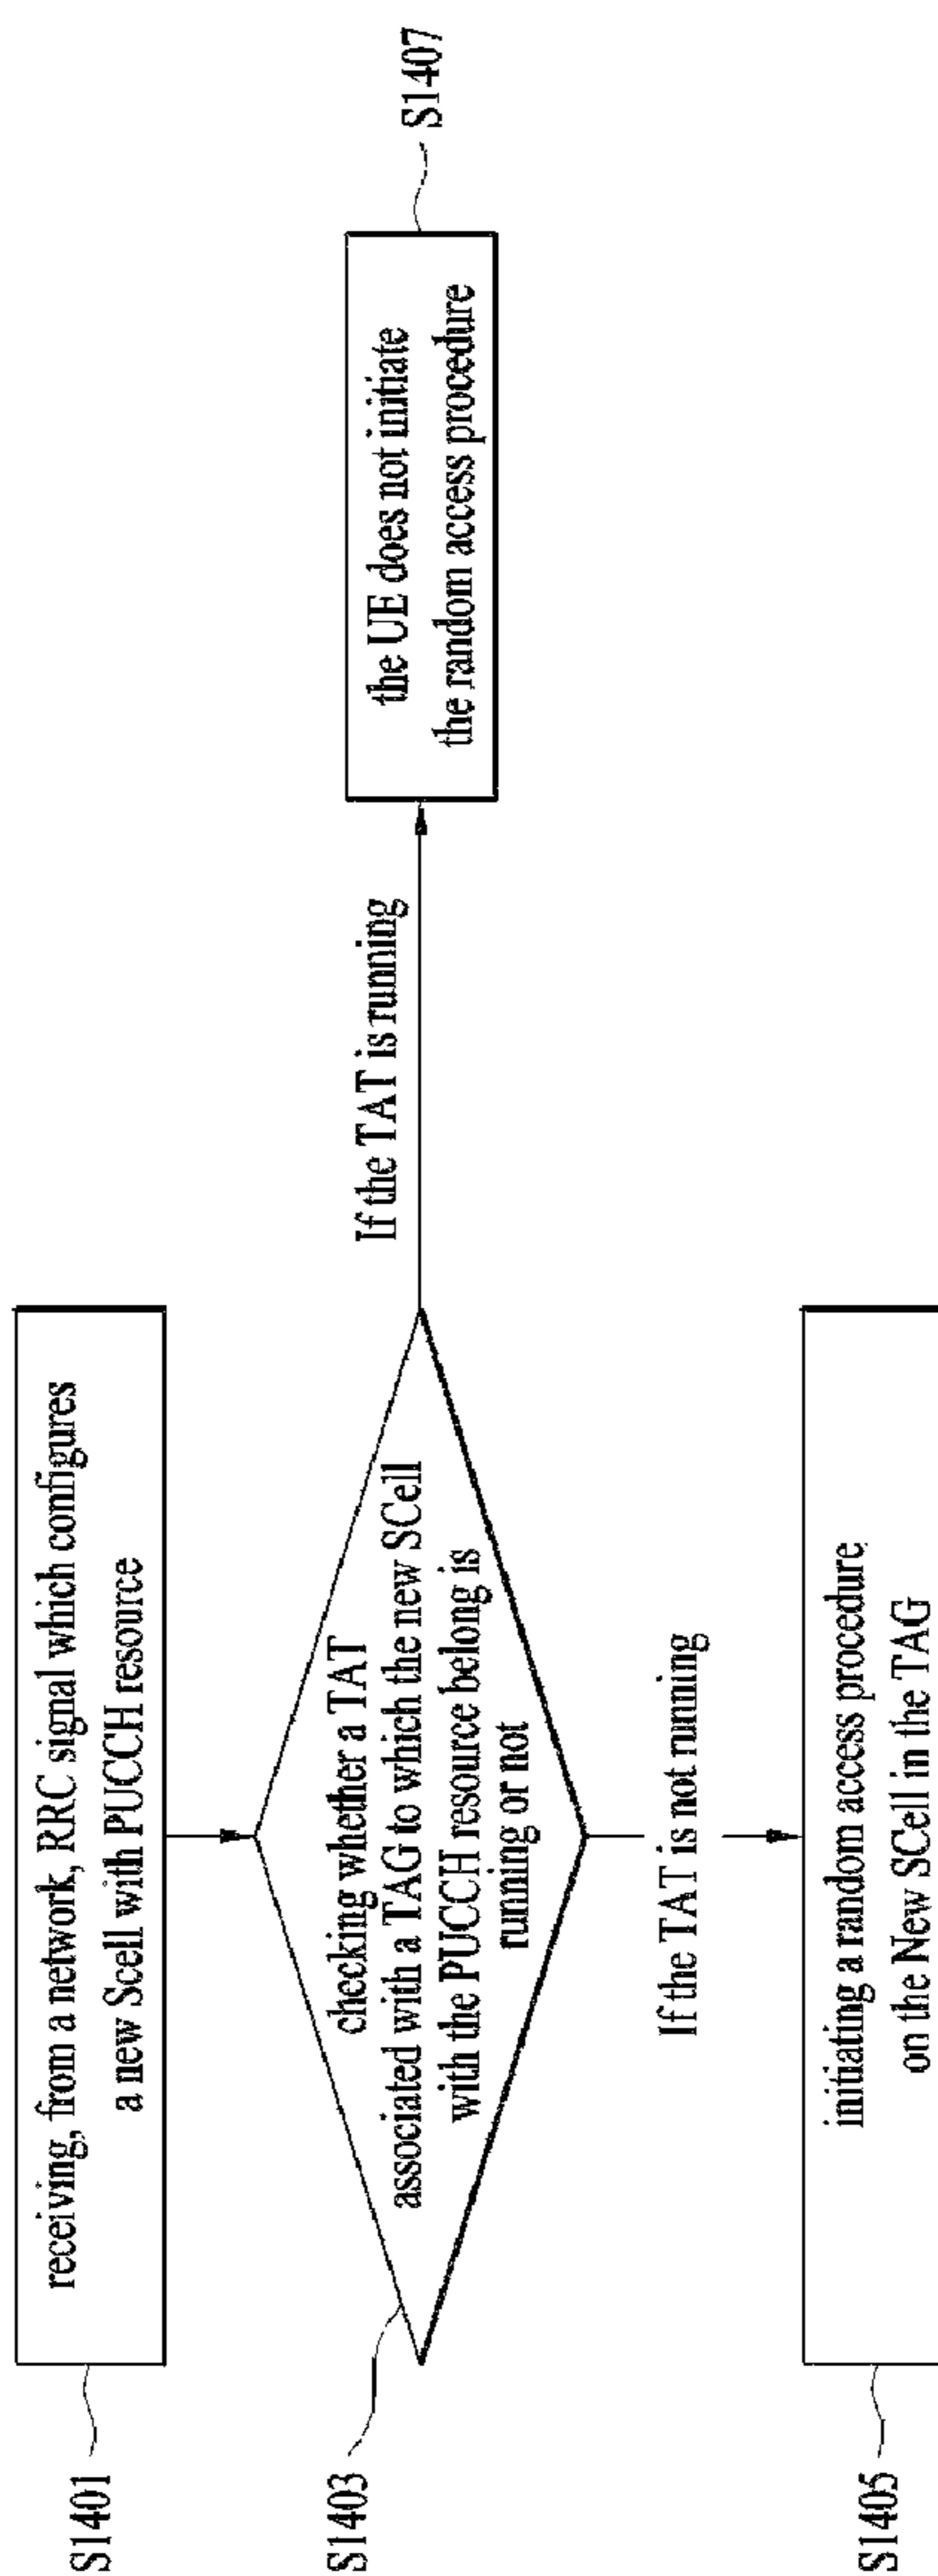 S1401
receiving, from a network, RRC signal which configures
a new Scell with PUCCH resource
S1403
checking whether a TAT
associated with a TAG to which the new SCell
with the PUCCH resource belong is
running or not
If the TAT is running
the UE does not initiate
the random access procedure
S1407
If the TAT is not running
S1405
initiating a random access procedure
on the New SCell in the TAG